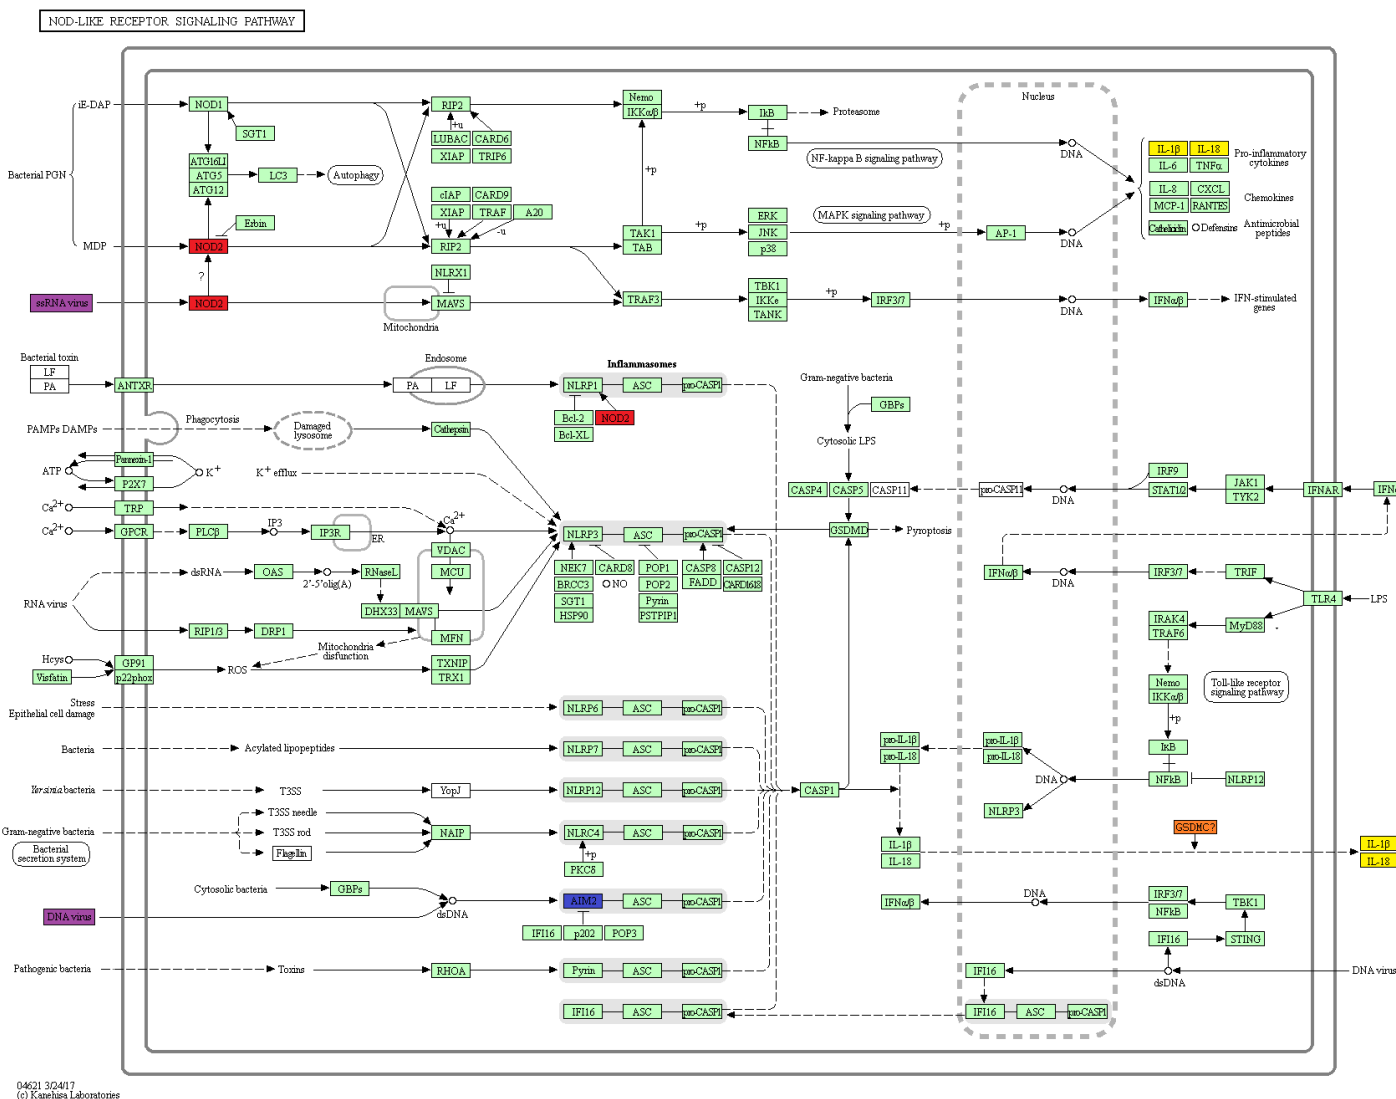 NOD-LIKE RECEPTOR SIGNALING PATHWAY
Nucleus
iE-DAP
NOD1
RIP2
Nemo
IKKα/β
+p
IkB
Proteasome
SGT1
+u
LUBAC
CARD6
XIAP
TRIP6
NFkB
NF-kappa B signaling pathway
DNA
IL-1β
IL-18
IL-6
TNFα
Pro-inflammatory
cytokines
Bacterial PGN
ATG16L1
ATG5
ATG12
LC3
Autophagy
+p
IL-8
CXCL
MCP-1
RANTES
Chemokines
cIAP
CARD9
XIAP
TRAF
A20
+u
-u
ERK
JNK
p38
MAPK signaling pathway
Erbin
MDP
NOD2
RIP2
TAK1
TAB
+p
+p
AP-1
DNA
Cathelicidin
Defensins
Antimicrobial
peptides
?
NLRX1
ssRNA virus
NOD2
MAVS
Mitochondria
TRAF3
TBK1
IKKe
TANK
+p
IRF3/7
DNA
IFNα/β
IFN-stimulated
genes
Bacterial toxin
LF
PA
ANTXR
Endosome
PA
LF
Inflammasomes
NLRP1
ASC
pro-CASP1
Bcl-2
NOD2
Bcl-XL
Gram-negative bacteria
GBPs
Cytosolic LPS
PAMPs DAMPs
Phagocytosis
Damaged
lysosome
Cathepsin
ATP
Pannexin-1
P2X7
K+
K+ efflux
CASP4
CASP5
CASP11
pro-CASP11
DNA
IRF9
STAT1/2
JAK1
TYK2
IFNAR
Ca2+
TRP
Ca2+
GPCR
PLCβ
IP3
IP3R
ER
Ca2+
NLRP3
ASC
pro-CASP1
GSDMD
Pyroptosis
VDAC
MCU
NEK7
CARD8
BRCC3
NO
SGT1
HSP90
POP1
POP2
Pyrin
PSTPIP1
CASP8
CASP12
FADD
CARD16/18
dsRNA
OAS
2'-5'olig(A)
RNaseL
RNA virus
DHX33
MAVS
RIP1/3
DRP1
MFN
Mitochondria
disfunction
IFNα/β
DNA
IRF3/7
TRIF
TLR4
LPS
IRAK4
TRAF6
MyD88
Hcys
Visfatin
GP91
p22phox
ROS
TXNIP
TRX1
Nemo
IKKα/β
+p
Toll-like receptor
signaling pathway
Stress
Epithelial cell damage
NLRP6
ASC
pro-CASP1
Bacteria
Acylated lipopeptides
NLRP7
ASC
pro-CASP1
pro-IL-1β
pro-IL-18
pro-IL-1β
pro-IL-18
IkB
NFkB
NLRP12
DNA
NLRP3
Yersinia bacteria
T3SS
YopJ
NLRP12
ASC
pro-CASP1
CASP1
Gram-negative bacteria
Bacterial
secretion system
T3SS needle
T3SS rod
Flagellin
NAIP
NLRC4
ASC
pro-CASP1
+p
PKCδ
IL-1β
IL-18
GSDMC?
IL-1β
IL-18
Cytosolic bacteria
GBPs
DNA virus
dsDNA
AIM2
ASC
pro-CASP1
IFI16
p202
POP3
IFNα/β
DNA
IRF3/7
NFkB
TBK1
IFI16
STING
Pathogenic bacteria
Toxins
RHOA
Pyrin
ASC
pro-CASP1
IFI16
dsDNA
DNA virus
IFI16
ASC
pro-CASP1
IFI16
ASC
pro-CASP1
04621 3/24/17
(c) Kanehisa Laboratories